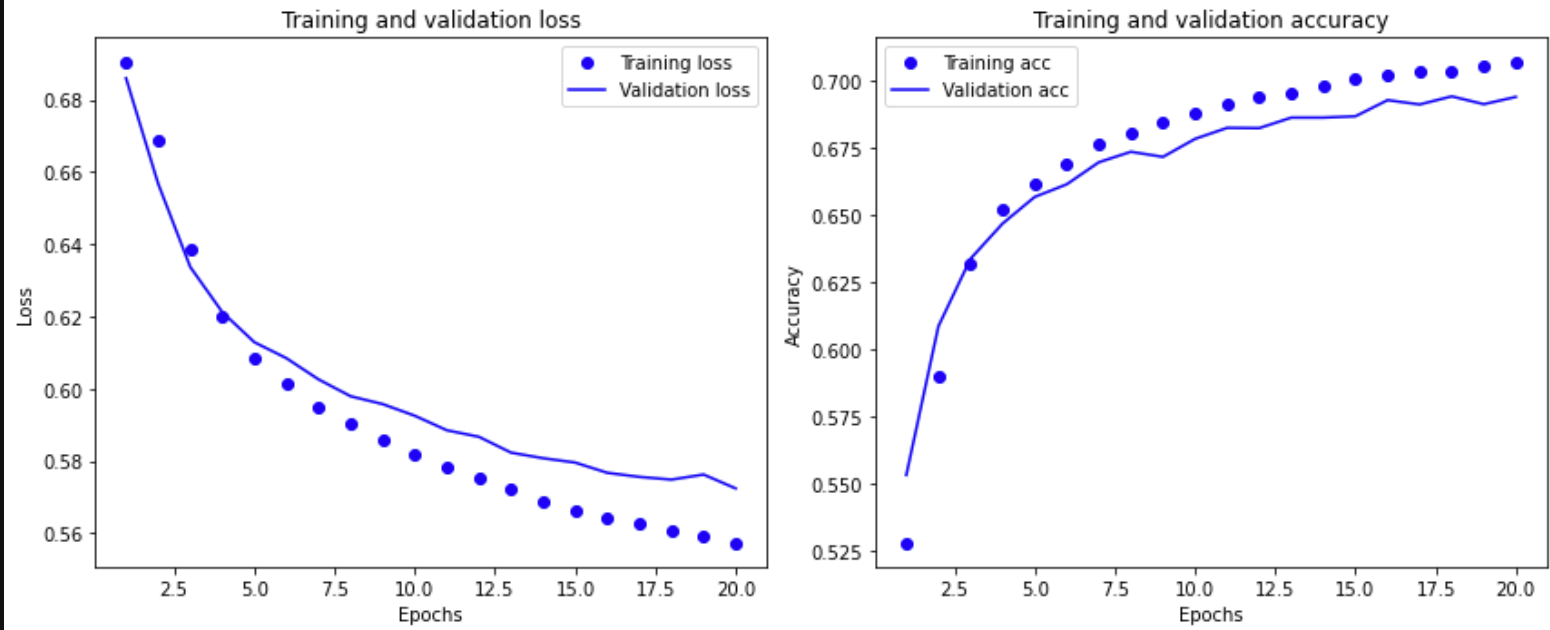 Training and validation loss
Training loss
Validation loss
0.68
0.66
0.64
0.62
0.60
0.58
0.56
Loss
2.5 5.0 7.5 10.0 12.5 15.0 17.5 20.0
Epochs
Training and validation accuracy
Training acc
Validation acc
0.700
0.675
0.650
0.625
0.600
0.575
0.550
0.525
Accuracy
2.5 5.0 7.5 10.0 12.5 15.0 17.5 20.0
Epochs